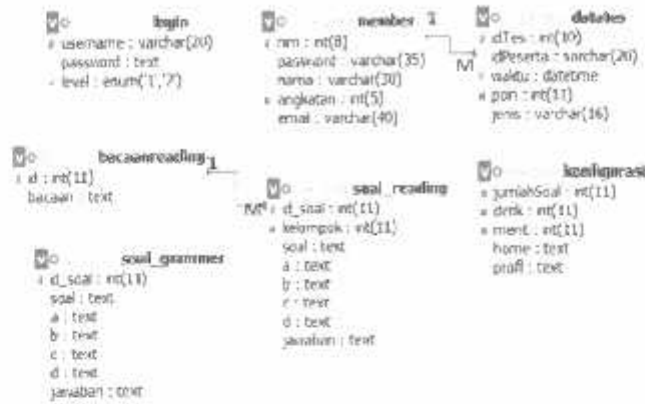 login
username : varchar(20)
password : text
level : enum('1','2')
member
nim : int(8)
password : varchar(35)
nama : varchar(30)
angkatan : int(5)
email : varchar(40)
1
M
datates
idTes : int(10)
idPeserta : varchar(20)
waktu : datetime
poin : int(11)
jenis : varchar(16)
bacaanreading
id : int(11)
bacaan : text
1
M
soal_reading
id_soal : int(11)
kelompok : int(11)
soal : text
a : text
b : text
c : text
d : text
jawaban : text
konfigurasi
jumlahSoal : int(11)
detik : int(11)
menit : int(11)
home : text
profil : text
soal_grammer
id_soal : int(11)
soal : text
a : text
b : text
c : text
d : text
jawaban : text